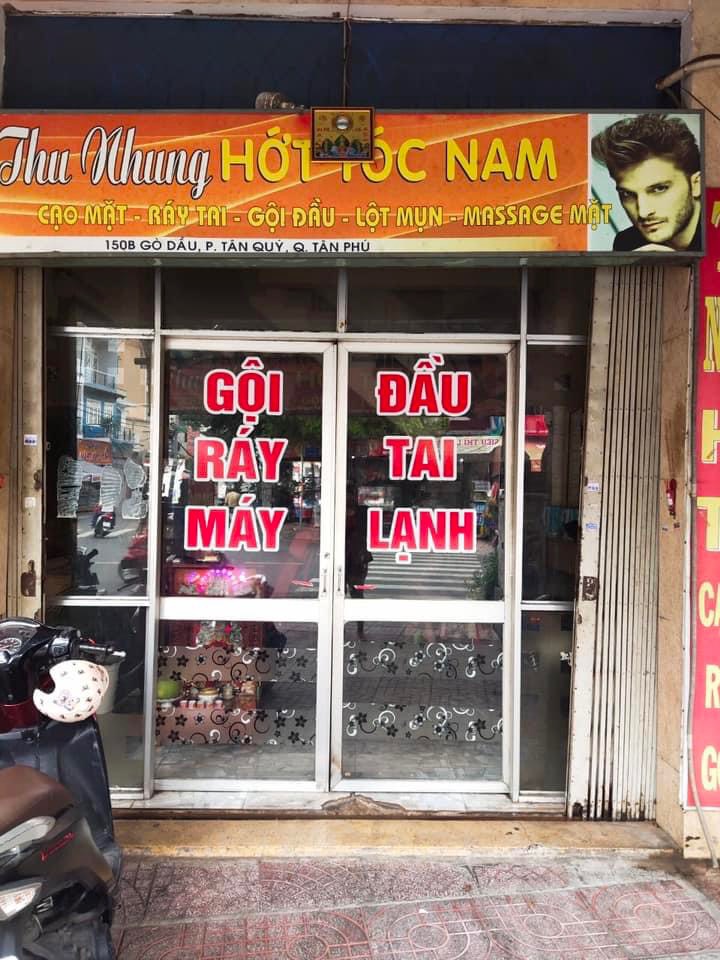 Thu Nhung HỚT TÓC NAM
CẠO MẶT - RÁY TAI - GỘI ĐẦU - LỘT MỤN - MASSAGE MẶT
150B GÒ DẦU, P. TÂN QUÝ, Q. TÂN PHÚ
GỘI ĐẦU
RÁY TAI
MÁY LẠNH